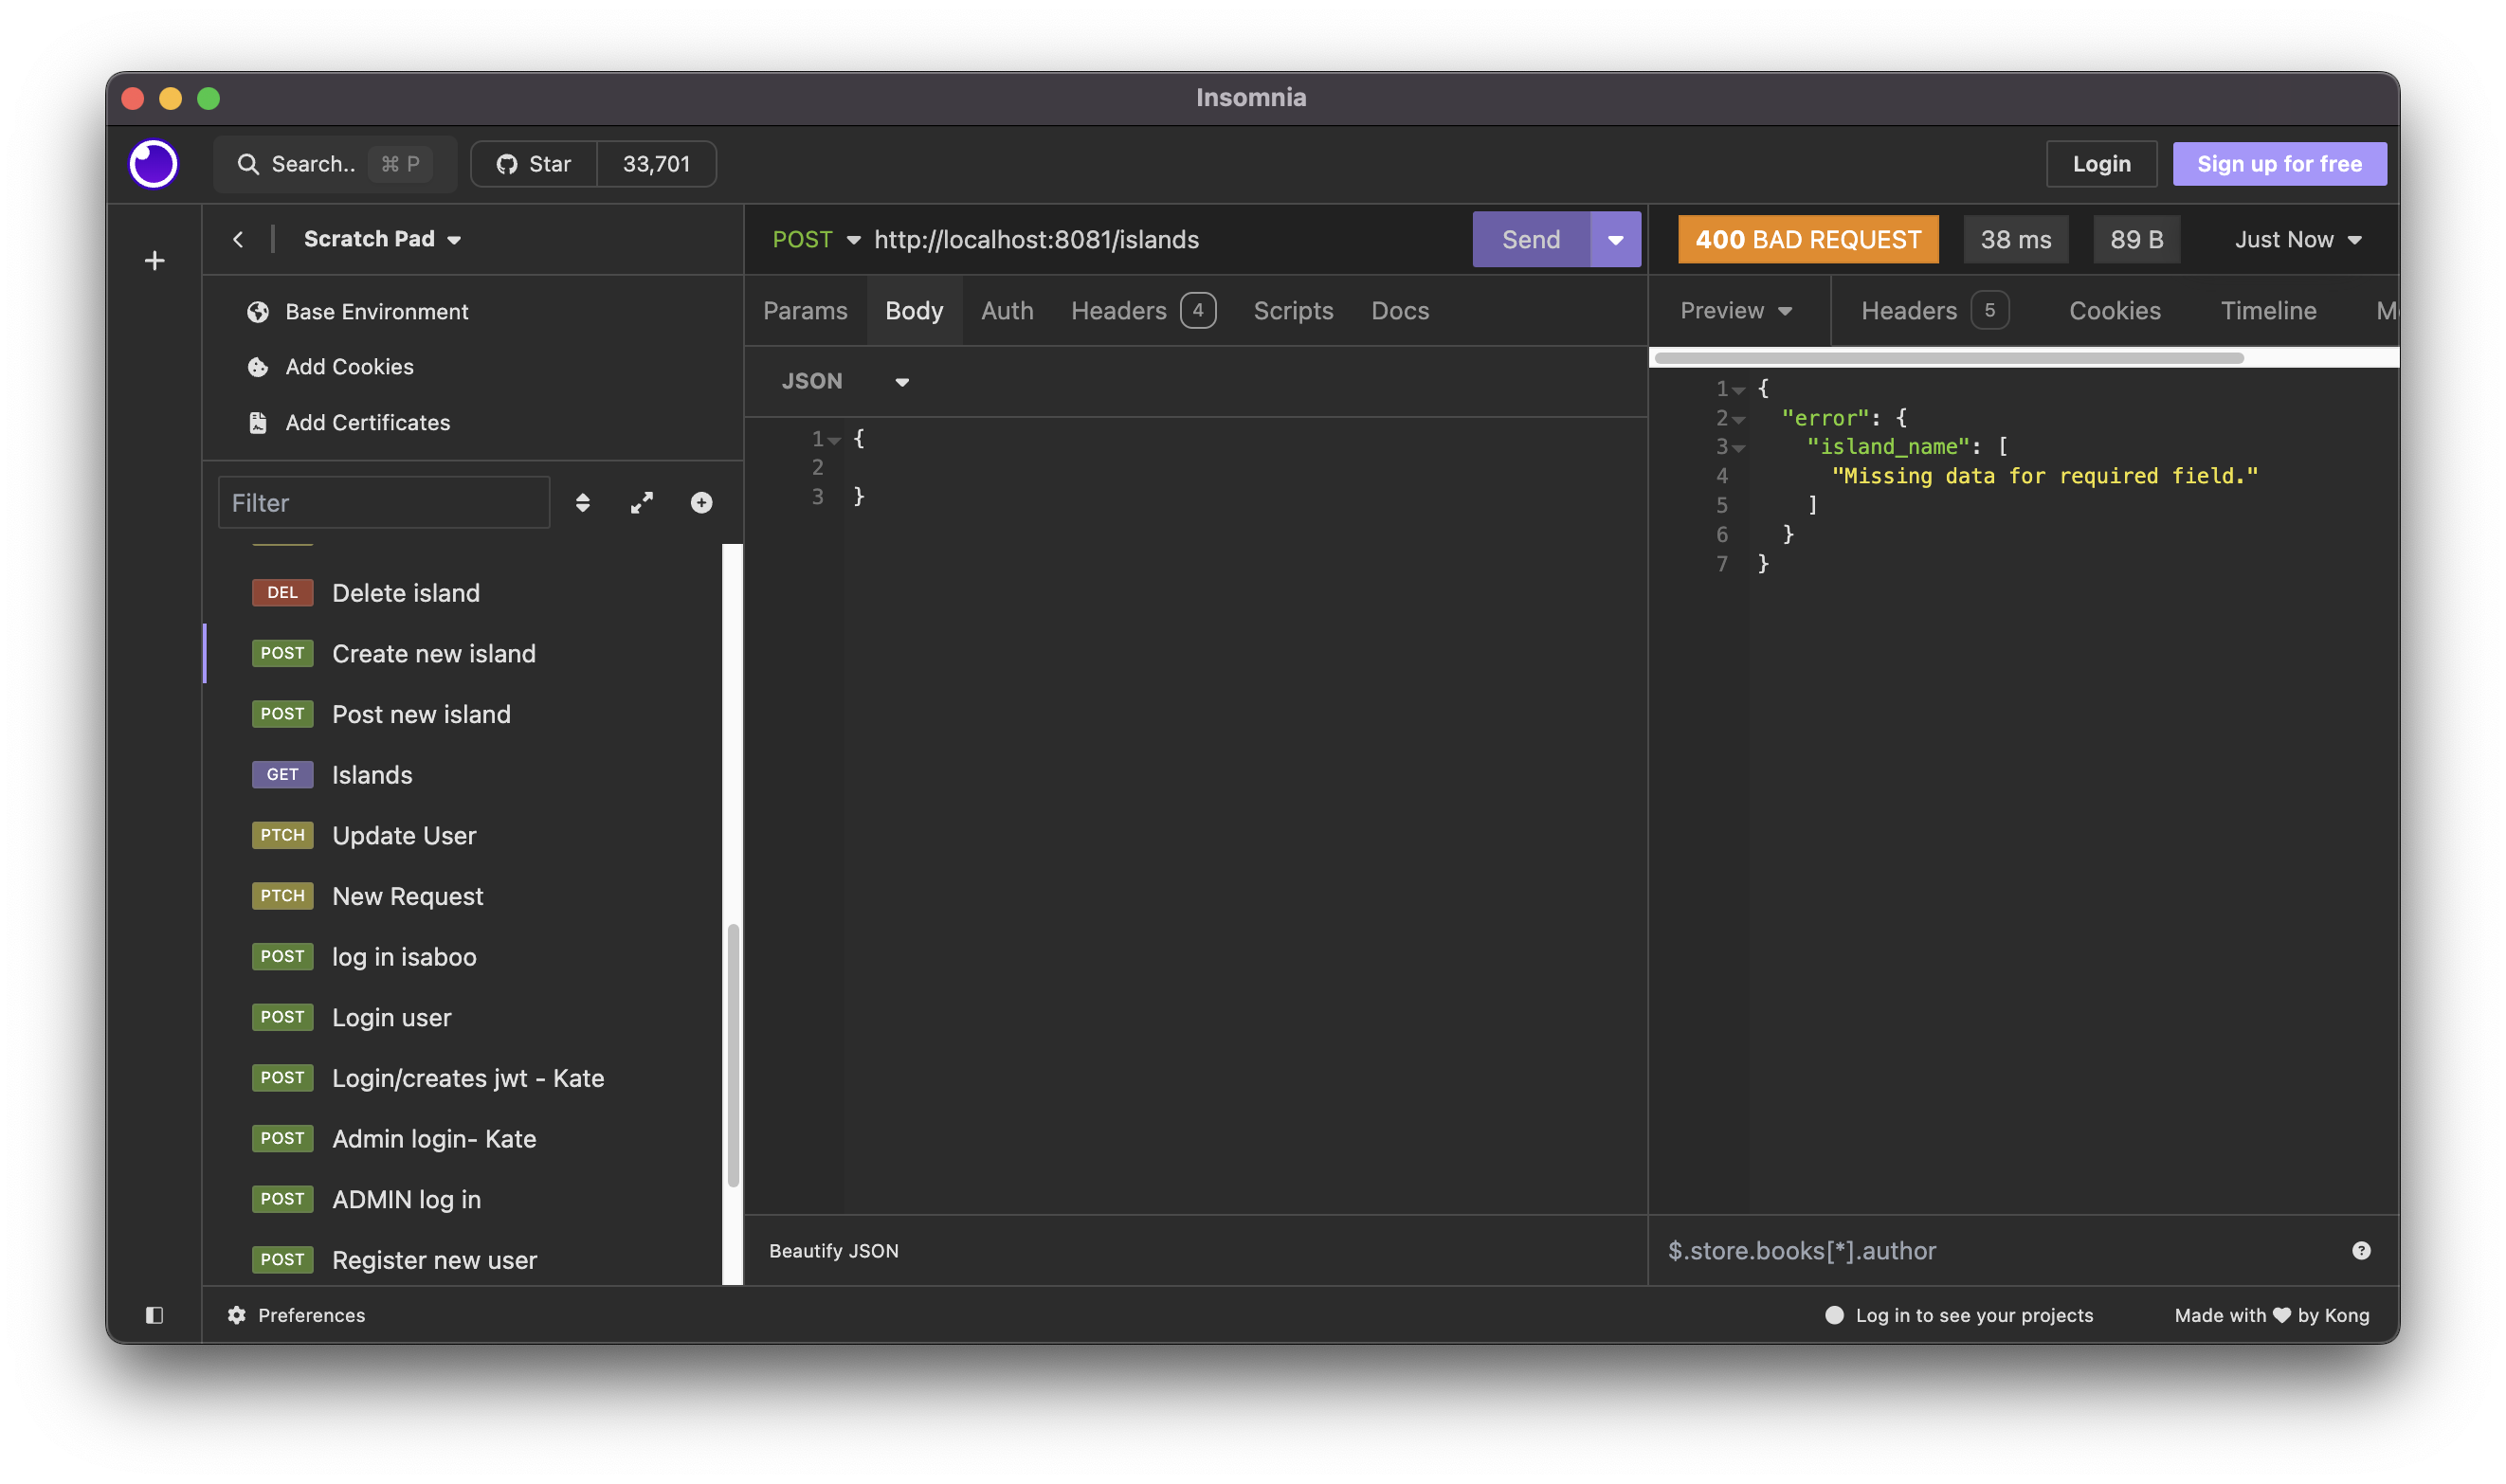 Insomnia
Search.. ⌘ P
Star 33,701
Login
Sign up for free
Scratch Pad
Base Environment
Add Cookies
Add Certificates
Filter
DEL Delete island
POST Create new island
POST Post new island
GET Islands
PTCH Update User
PTCH New Request
POST log in isaboo
POST Login user
POST Login/creates jwt - Kate
POST Admin login- Kate
POST ADMIN log in
POST Register new user
Preferences
POST http://localhost:8081/islands
Send
Params Body Auth Headers 4 Scripts Docs
JSON
1 {
2
3 }
Beautify JSON
400 BAD REQUEST 38 ms 89 B Just Now
Preview Headers 5 Cookies Timeline
1 {
2 "error": {
3 "island_name": [
4 "Missing data for required field."
5 ]
6 }
7 }
$.store.books[*].author
Log in to see your projects
Made with ♥ by Kong